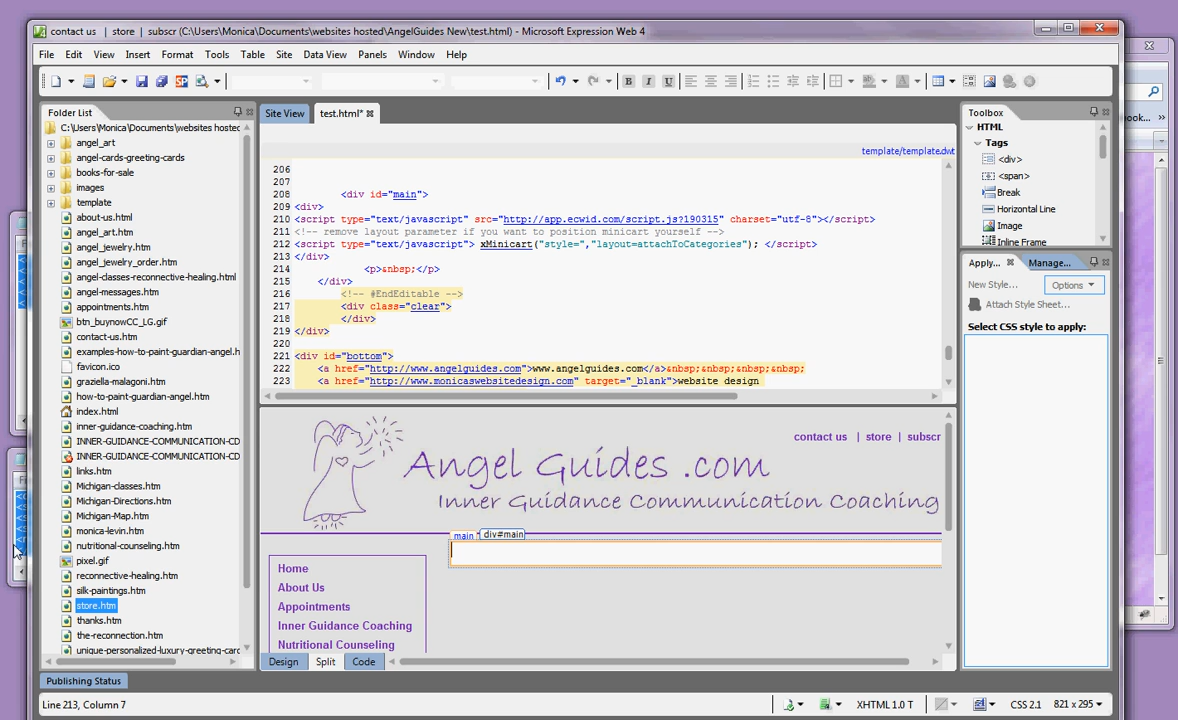 contact us | store | subscr (C:\Users\Monica\Documents\websites hosted\AngelGuides New\test.html) - Microsoft Expression Web 4
File Edit View Insert Format Tools Table Site Data View Panels Window Help
B I U A
ook... »
Folder List
Site View test.html*
Toolbox
C:\Users\Monica\Documents\websites hosted
angel_art
angel-cards-greeting-cards
books-for-sale
images
template
about-us.html
angel_art.htm
angel_jewelry.htm
angel_jewelry_order.htm
angel-classes-reconnective-healing.html
angel-messages.htm
appointments.htm
btn_buynowCC_LG.gif
contact-us.htm
examples-how-to-paint-guardian-angel.h
favicon.ico
graziella-malagoni.htm
how-to-paint-guardian-angel.htm
index.html
inner-guidance-coaching.htm
INNER-GUIDANCE-COMMUNICATION-CD
INNER-GUIDANCE-COMMUNICATION-CD
links.htm
Michigan-classes.htm
Michigan-Directions.htm
Michigan-Map.htm
monica-levin.htm
nutritional-counseling.htm
pixel.gif
reconnective-healing.htm
silk-paintings.htm
store.htm
thanks.htm
the-reconnection.htm
unique-personalized-luxury-greeting-card
template/template.dwt
206
207
208 <div id="main">
209 <div>
210 <script type="text/javascript" src="http://app.ecwid.com/script.js?190315" charset="utf-8"></script>
211 <!-- remove layout parameter if you want to position minicart yourself -->
212 <script type="text/javascript"> xMinicart("style=","layout=attachToCategories"); </script>
213 </div>
214 <p>&nbsp;</p>
215 </div>
216 <!-- #EndEditable -->
217 <div class="clear">
218 </div>
219 </div>
220
221 <div id="bottom">
222 <a href="http://www.angelguides.com">www.angelguides.com</a>&nbsp;&nbsp;&nbsp;&nbsp;
223 <a href="http://www.monicaswebsitedesign.com" target="_blank">website design
contact us | store | subscr
Angel Guides .com
Inner Guidance Communication Coaching
main div#main
Home
About Us
Appointments
Inner Guidance Coaching
Nutritional Counseling
Design Split Code
HTML
Tags
<div>
<span>
Break
Horizontal Line
Image
Inline Frame
Apply... Manage...
New Style... Options
Attach Style Sheet...
Select CSS style to apply:
Publishing Status
Line 213, Column 7 XHTML 1.0 T CSS 2.1 821 x 295